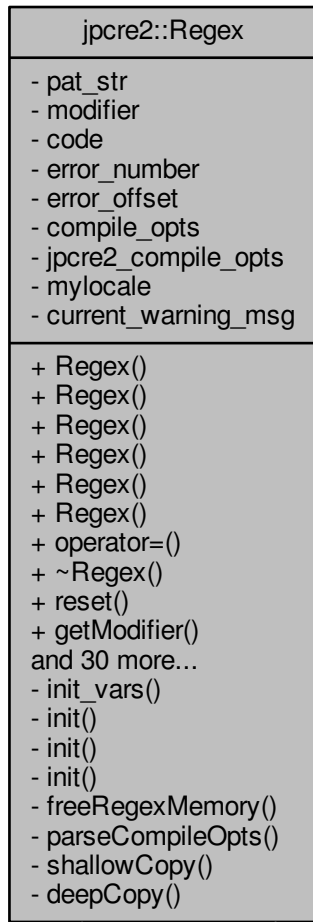 jpcre2::Regex
- pat_str
- modifier
- code
- error_number
- error_offset
- compile_opts
- jpcre2_compile_opts
- mylocale
- current_warning_msg
+ Regex()
+ Regex()
+ Regex()
+ Regex()
+ Regex()
+ Regex()
+ operator=()
+ ~Regex()
+ reset()
+ getModifier()
and 30 more...
- init_vars()
- init()
- init()
- init()
- freeRegexMemory()
- parseCompileOpts()
- shallowCopy()
- deepCopy()